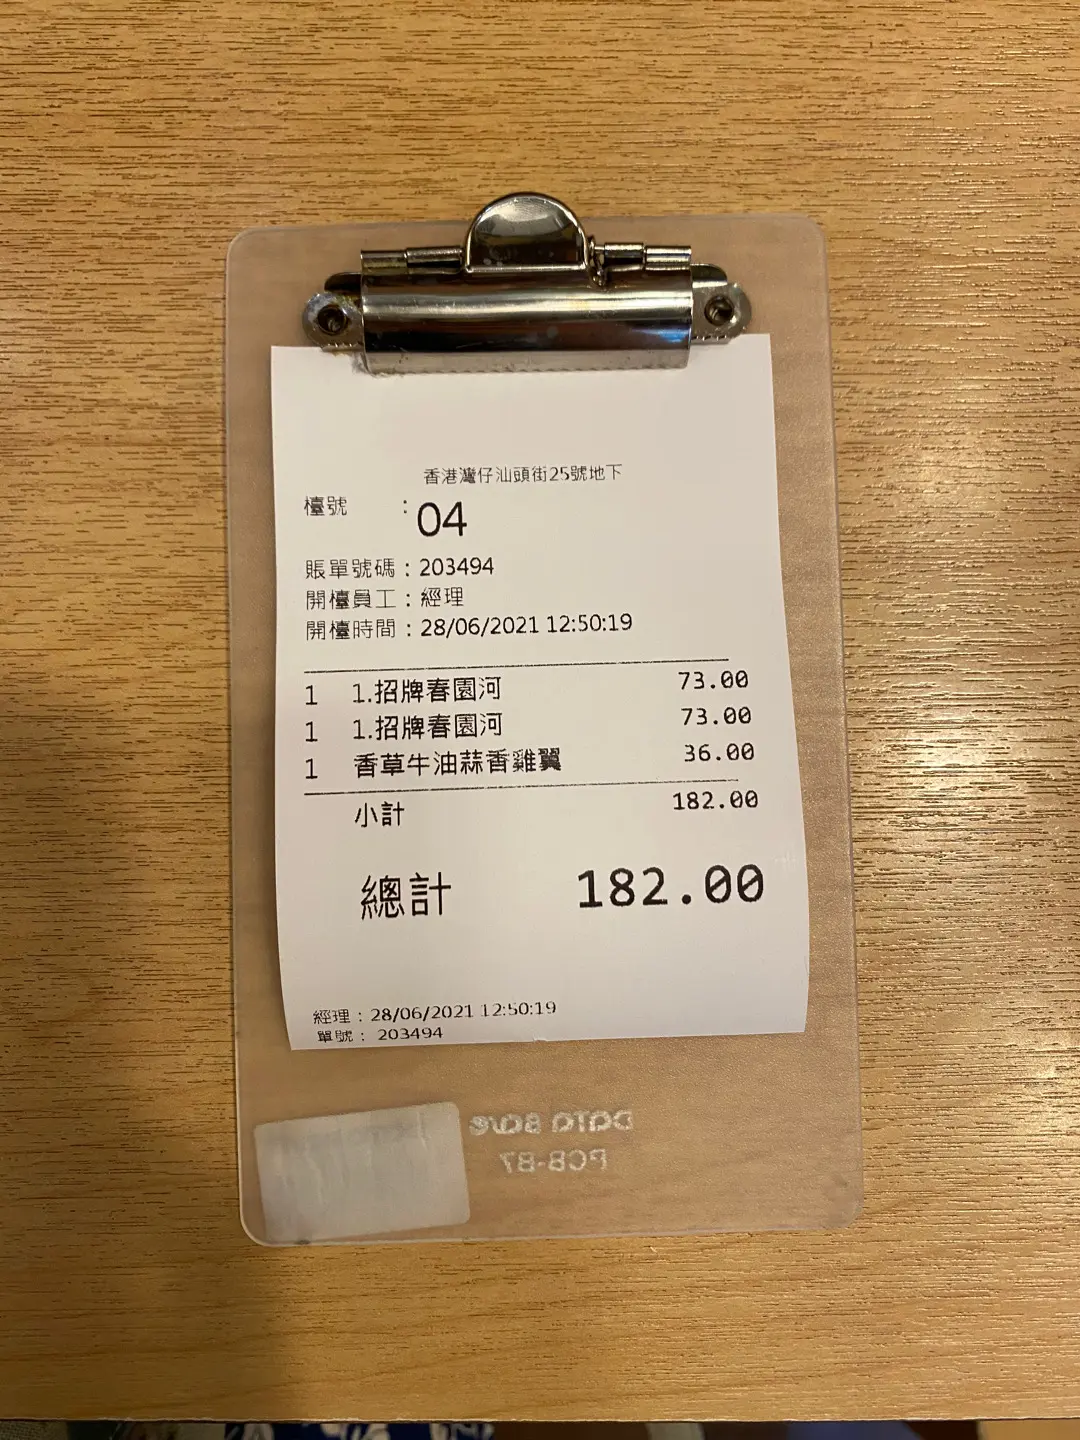 香港灣仔汕頭街25號地下
檯號 : 04
賬單號碼 : 203494
開檯員工 : 經理
開檯時間 : 28/06/2021 12:50:19
1 1.招牌春園河 73.00
1 1.招牌春園河 73.00
1 香草牛油蒜香雞翼 36.00
小計 182.00
總計 182.00
經理 : 28/06/2021 12:50:19
單號 : 203494
DATA BANK
PCB-B7